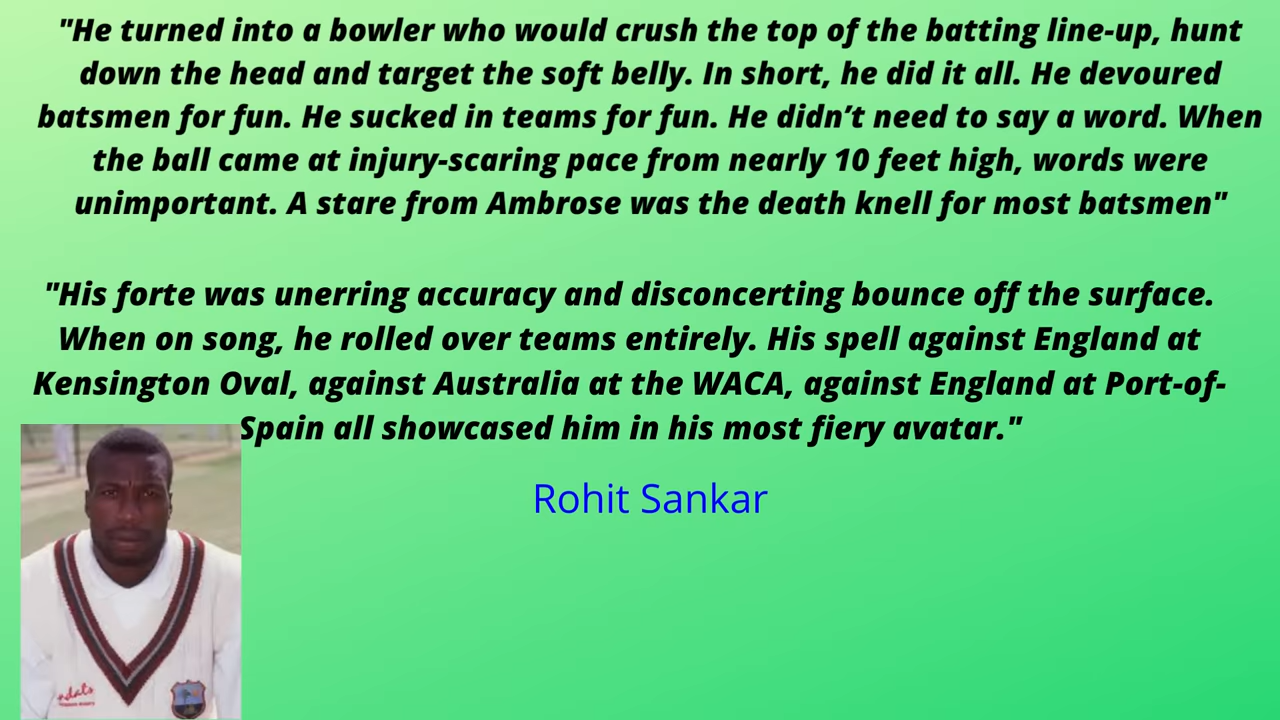 "He turned into a bowler who would crush the top of the batting line-up, hunt
down the head and target the soft belly. In short, he did it all. He devoured
batsmen for fun. He sucked in teams for fun. He didn’t need to say a word. When
the ball came at injury-scaring pace from nearly 10 feet high, words were
unimportant. A stare from Ambrose was the death knell for most batsmen"
"His forte was unerring accuracy and disconcerting bounce off the surface.
When on song, he rolled over teams entirely. His spell against England at
Kensington Oval, against Australia at the WACA, against England at Port-of-
Spain all showcased him in his most fiery avatar."
Rohit Sankar